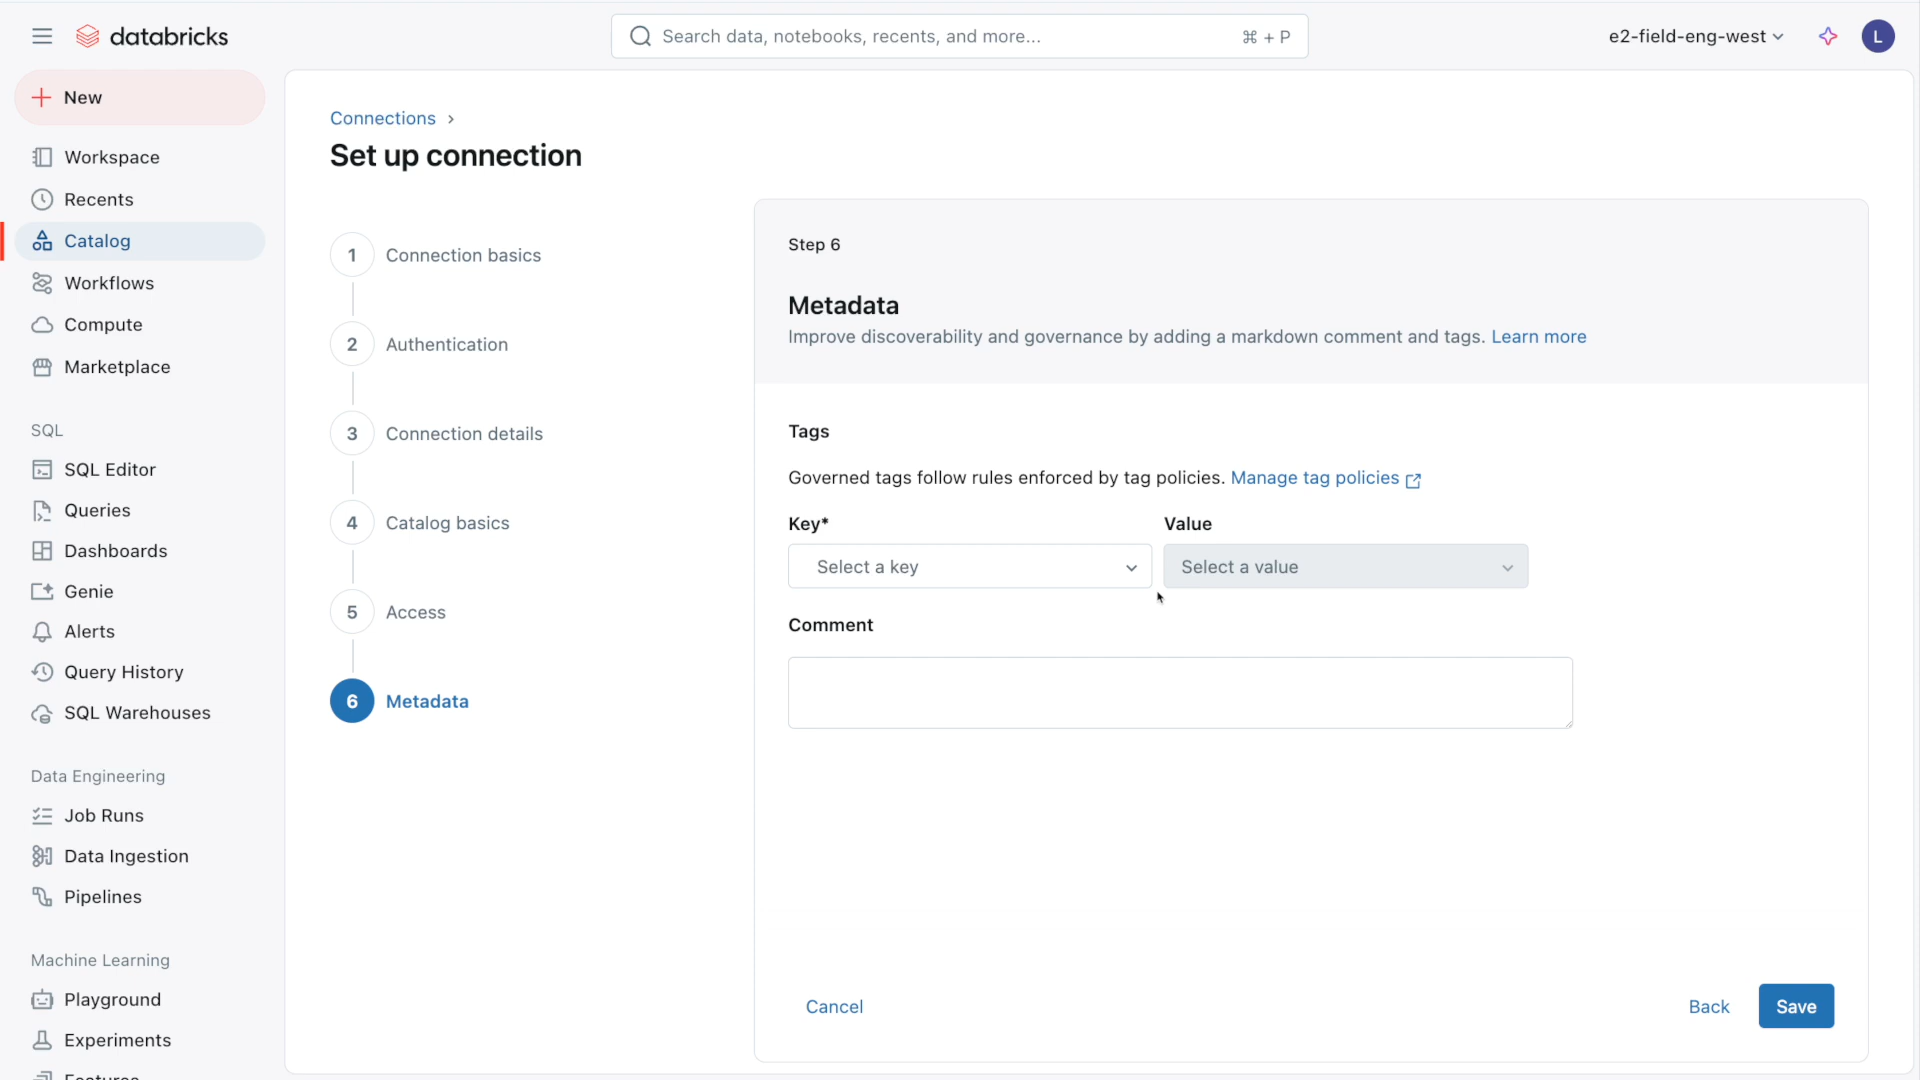 databricks
Search data, notebooks, recents, and more...
⌘ + P
e2-field-eng-west
L
New
Workspace
Recents
Catalog
Workflows
Compute
Marketplace
SQL
SQL Editor
Queries
Dashboards
Genie
Alerts
Query History
SQL Warehouses
Data Engineering
Job Runs
Data Ingestion
Pipelines
Machine Learning
Playground
Experiments
Features
Connections ›
Set up connection
1 Connection basics
2 Authentication
3 Connection details
4 Catalog basics
5 Access
6 Metadata
Step 6
Metadata
Improve discoverability and governance by adding a markdown comment and tags. Learn more
Tags
Governed tags follow rules enforced by tag policies. Manage tag policies
Key* Value
Select a key Select a value
Comment
Cancel Back Save